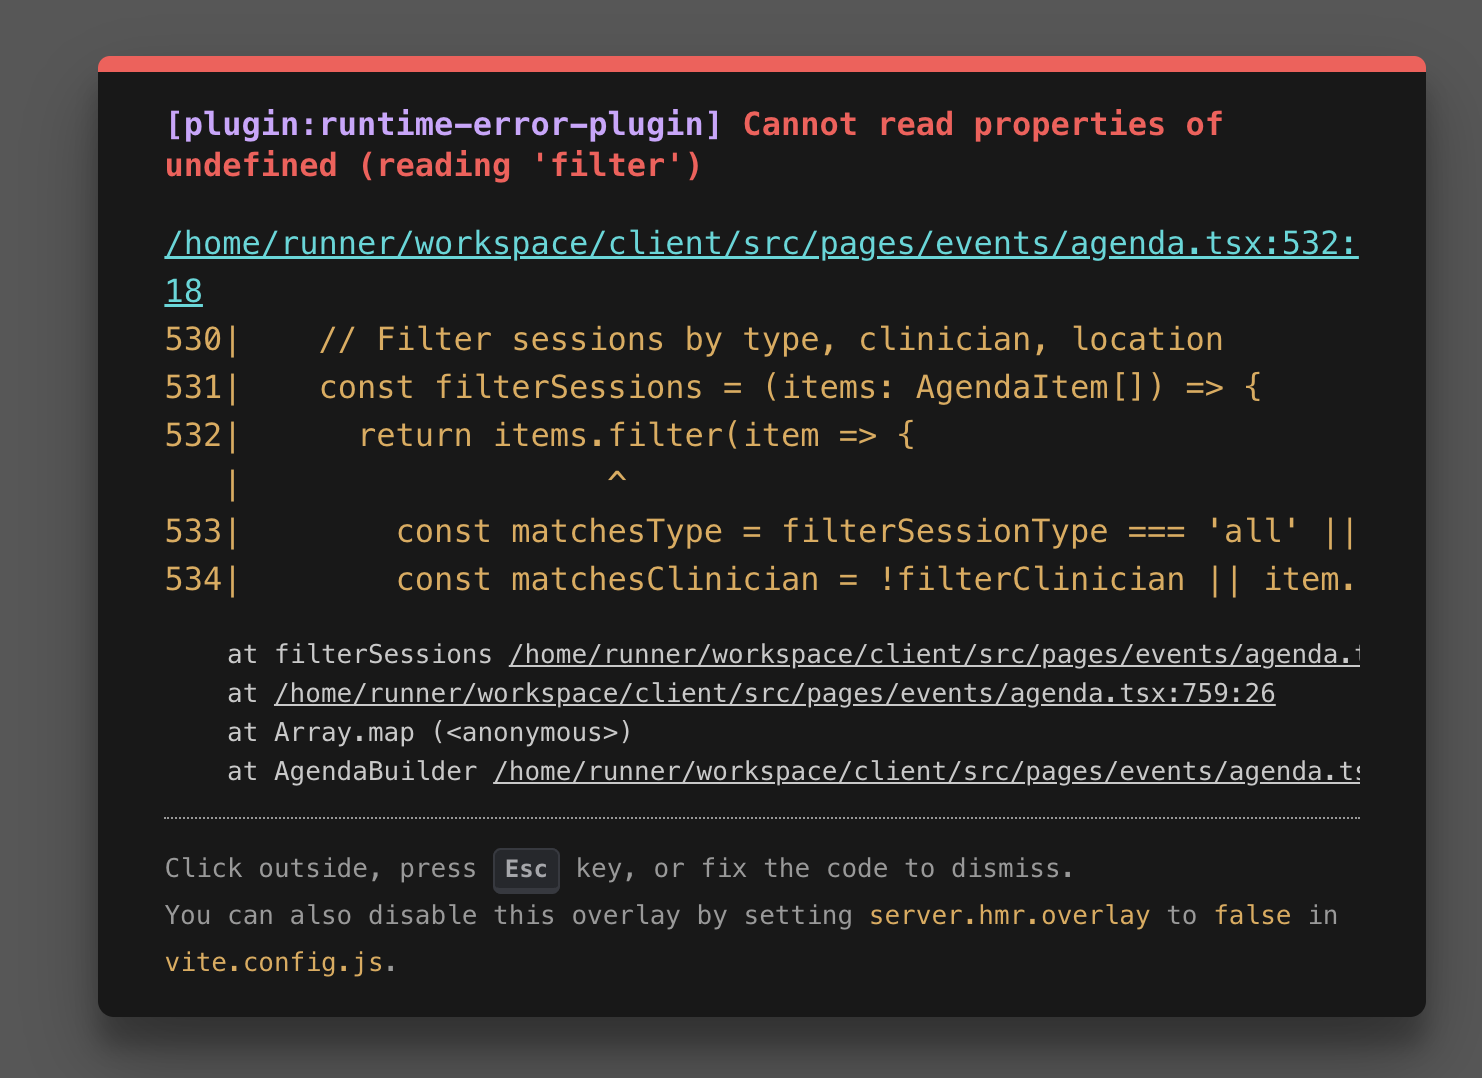 [plugin:runtime-error-plugin] Cannot read properties of
undefined (reading 'filter')
/home/runner/workspace/client/src/pages/events/agenda.tsx:532:
18
530|    // Filter sessions by type, clinician, location
531|    const filterSessions = (items: AgendaItem[]) => {
532|      return items.filter(item => {
   |                   ^
533|        const matchesType = filterSessionType === 'all' ||
534|        const matchesClinician = !filterClinician || item.
at filterSessions /home/runner/workspace/client/src/pages/events/agenda.t
at /home/runner/workspace/client/src/pages/events/agenda.tsx:759:26
at Array.map (<anonymous>)
at AgendaBuilder /home/runner/workspace/client/src/pages/events/agenda.ts
Click outside, press Esc key, or fix the code to dismiss.
You can also disable this overlay by setting server.hmr.overlay to false in
vite.config.js.